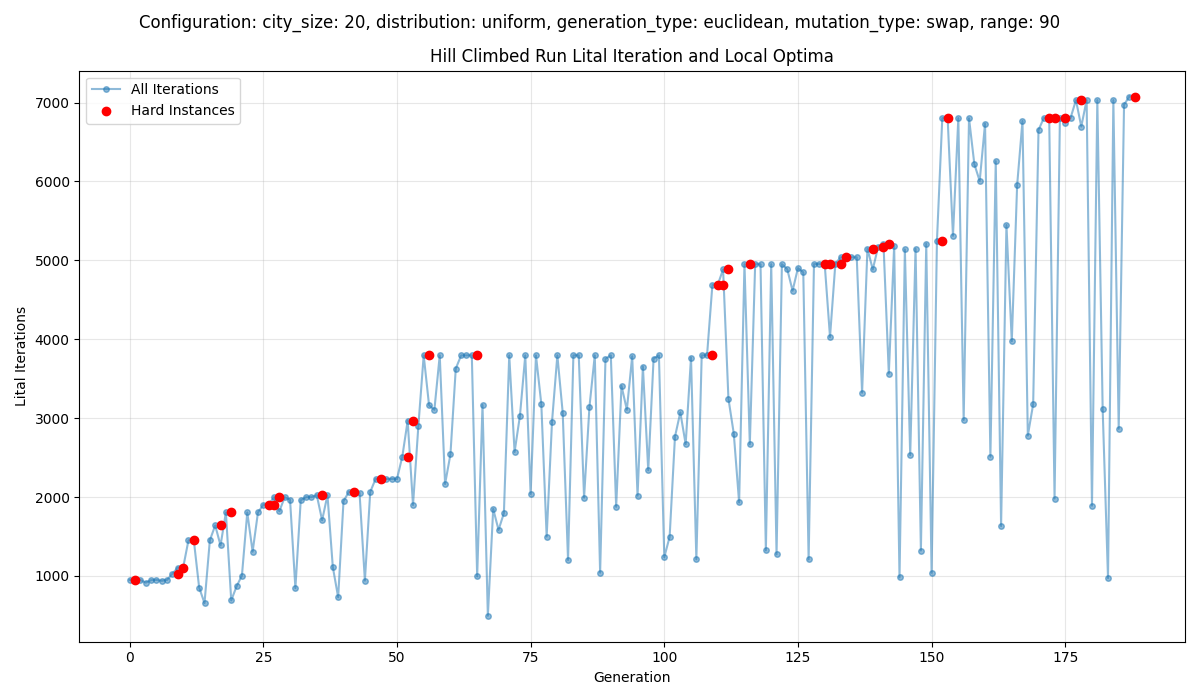 Configuration: city_size: 20, distribution: uniform, generation_type: euclidean, mutation_type: swap, range: 90
Hill Climbed Run Lital Iteration and Local Optima
All Iterations
Hard Instances
7000
6000
5000
4000
3000
2000
1000
Lital Iterations
0 25 50 75 100 125 150 175
Generation